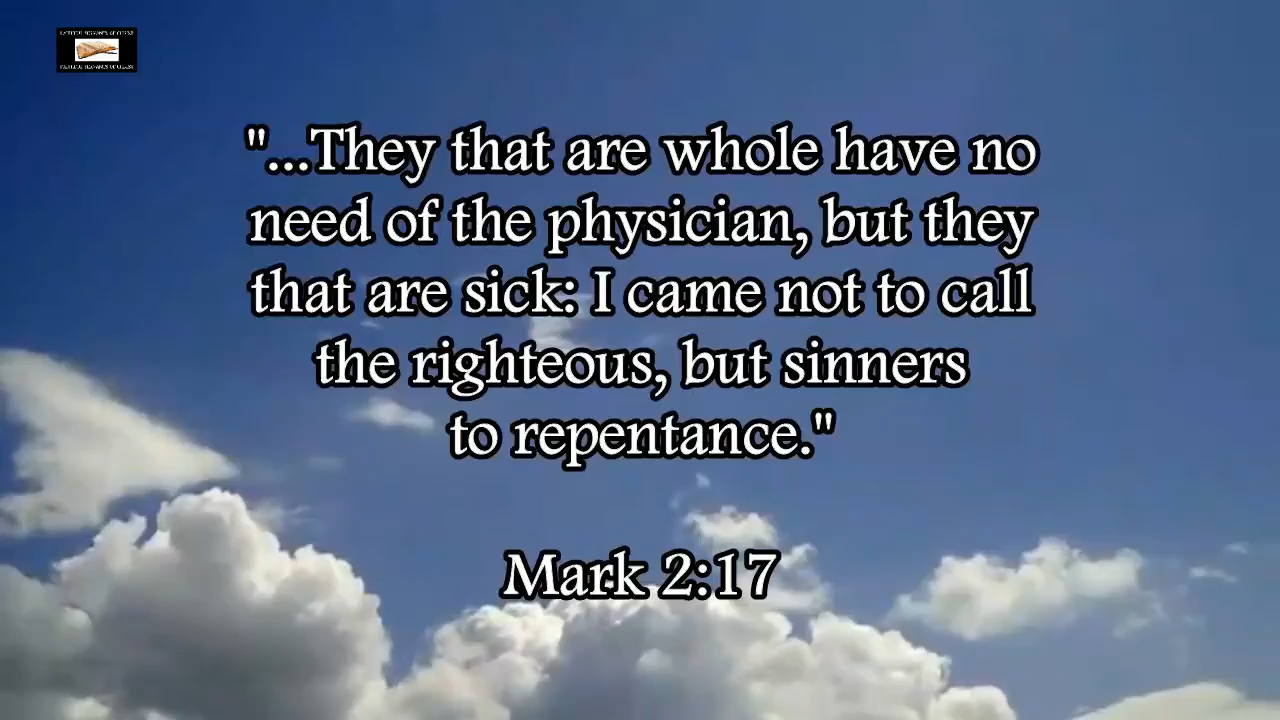 "...They that are whole have no
need of the physician, but they
that are sick: I came not to call
the righteous, but sinners
to repentance."
Mark 2:17